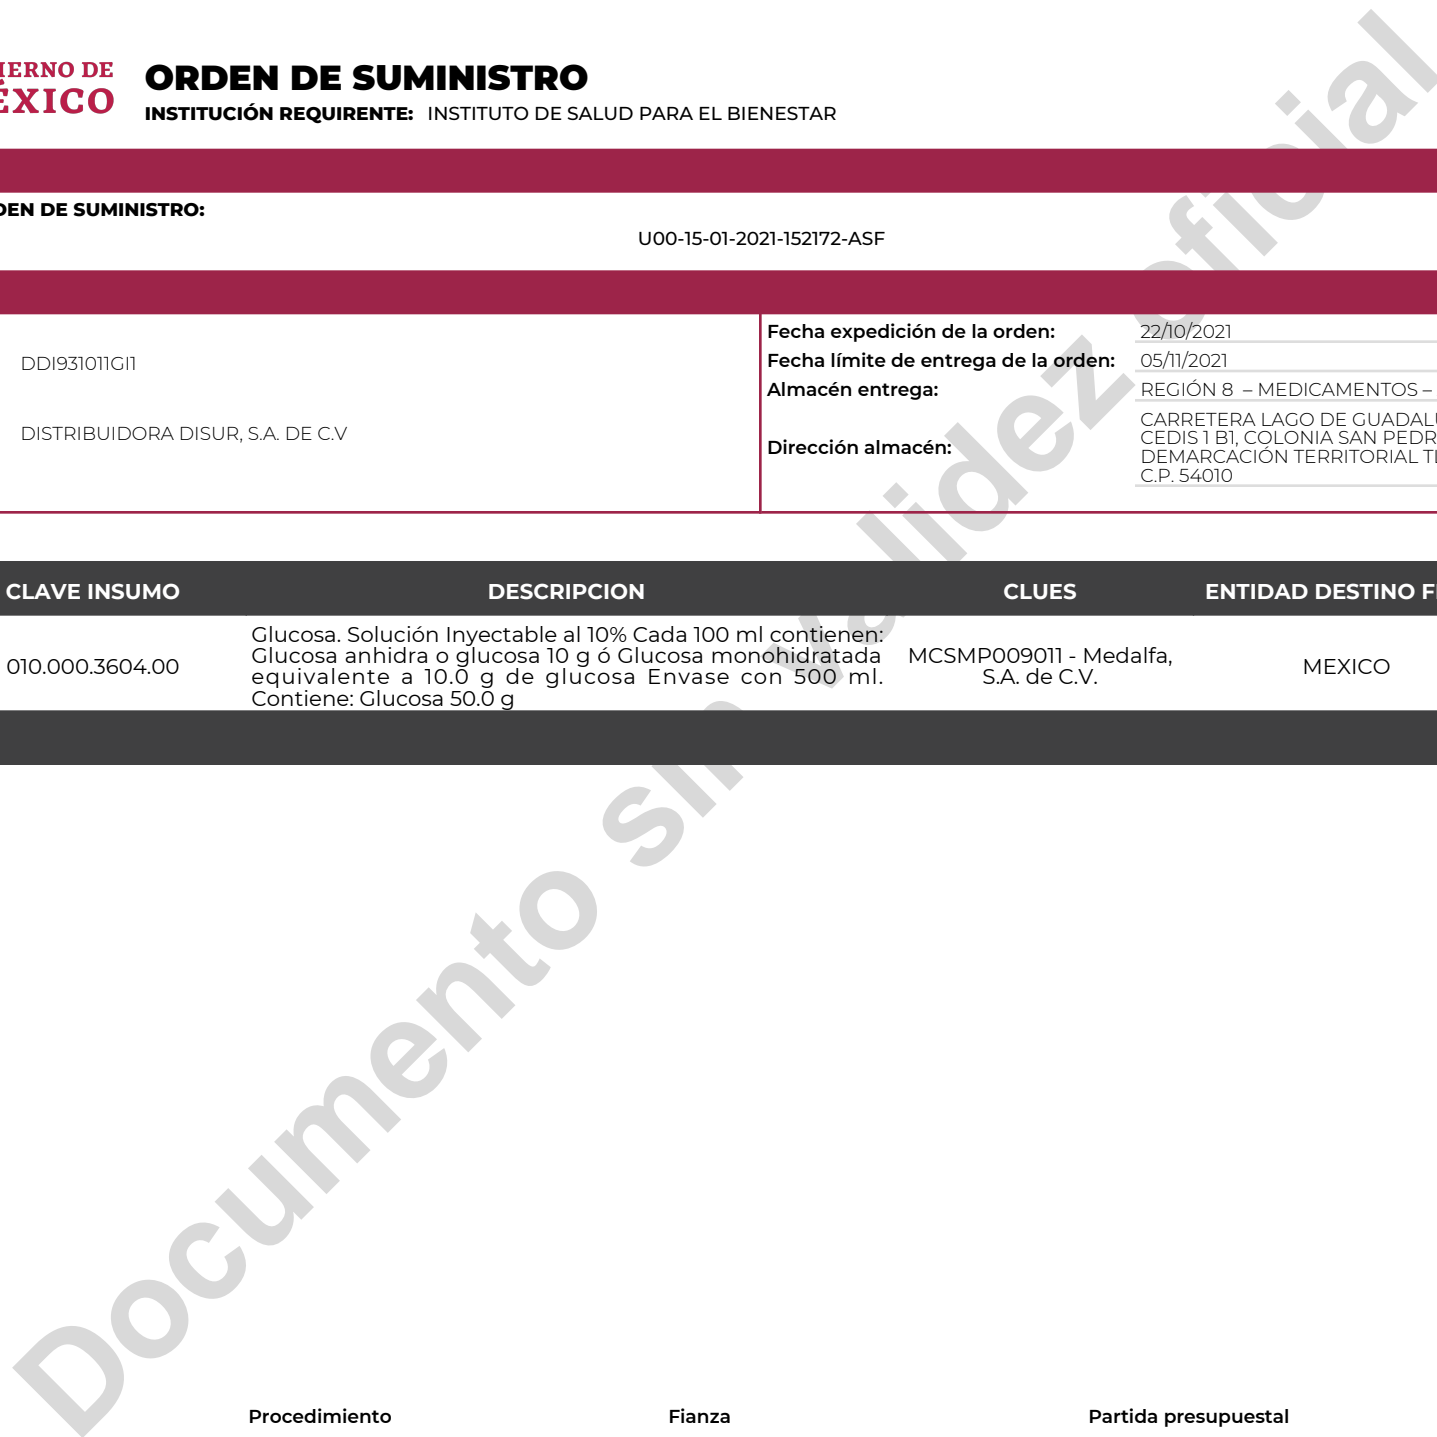 IERNO DE
ÉXICO
ORDEN DE SUMINISTRO
INSTITUCIÓN REQUIRENTE: INSTITUTO DE SALUD PARA EL BIENESTAR
DEN DE SUMINISTRO:
U00-15-01-2021-152172-ASF
DDI931011GI1
DISTRIBUIDORA DISUR, S.A. DE C.V
Fecha expedición de la orden: 22/10/2021
Fecha límite de entrega de la orden: 05/11/2021
Almacén entrega: REGIÓN 8 – MEDICAMENTOS –
Dirección almacén:
CARRETERA LAGO DE GUADALU
CEDIS 1 B1, COLONIA SAN PEDR
DEMARCACIÓN TERRITORIAL TL
C.P. 54010
CLAVE INSUMO DESCRIPCION CLUES ENTIDAD DESTINO FI
010.000.3604.00
Glucosa. Solución Inyectable al 10% Cada 100 ml contienen:
Glucosa anhidra o glucosa 10 g ó Glucosa monohidratada
equivalente a 10.0 g de glucosa Envase con 500 ml.
Contiene: Glucosa 50.0 g
MCSMP009011 - Medalfa,
S.A. de C.V.
MEXICO
Documento sin validez oficial
Procedimiento Fianza Partida presupuestal